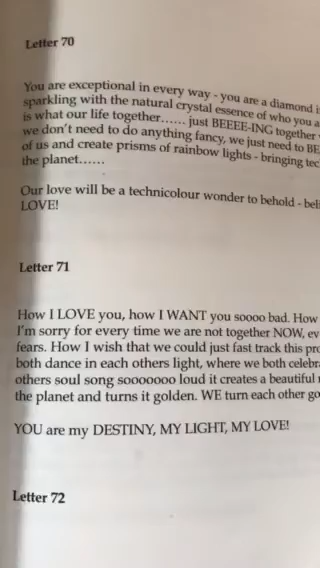 Letter 70
You are exceptional in every way - you are a diamond
sparkling with the natural crystal essence of who you
is what our life together...... just BEEEE-ING together
we don't need to do anything fancy, we just need to BE
of us and create prisms of rainbow lights - bringing
the planet......
Our love will be a technicolour wonder to behold -
LOVE!
Letter 71
How I LOVE you, how I WANT you soooo bad. How
I'm sorry for every time we are not together NOW,
fears. How I wish that we could just fast track this
both dance in each others light, where we both
others soul song sooooooo loud it creates a beautiful
the planet and turns it golden. WE turn each other
YOU are my DESTINY, MY LIGHT, MY LOVE!
Letter 72